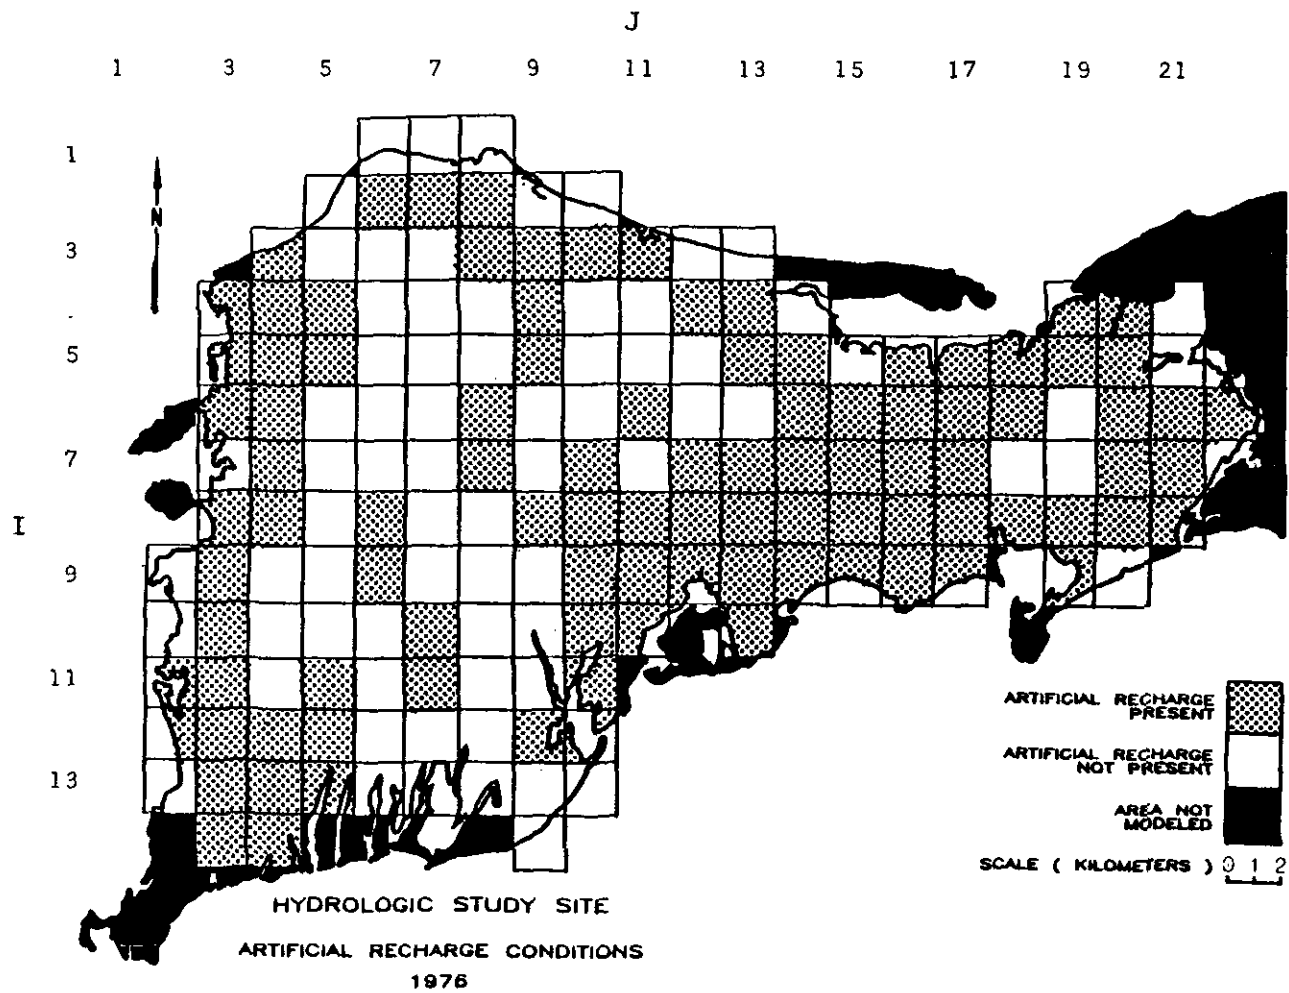 J
1 3 5 7 9 11 13 15 17 19 21
1
N
3
5
7
I
9
11
13
ARTIFICIAL RECHARGE
PRESENT
ARTIFICIAL RECHARGE
NOT PRESENT
AREA NOT
MODELED
SCALE ( KILOMETERS ) 0 1 2
HYDROLOGIC STUDY SITE
ARTIFICIAL RECHARGE CONDITIONS
1976